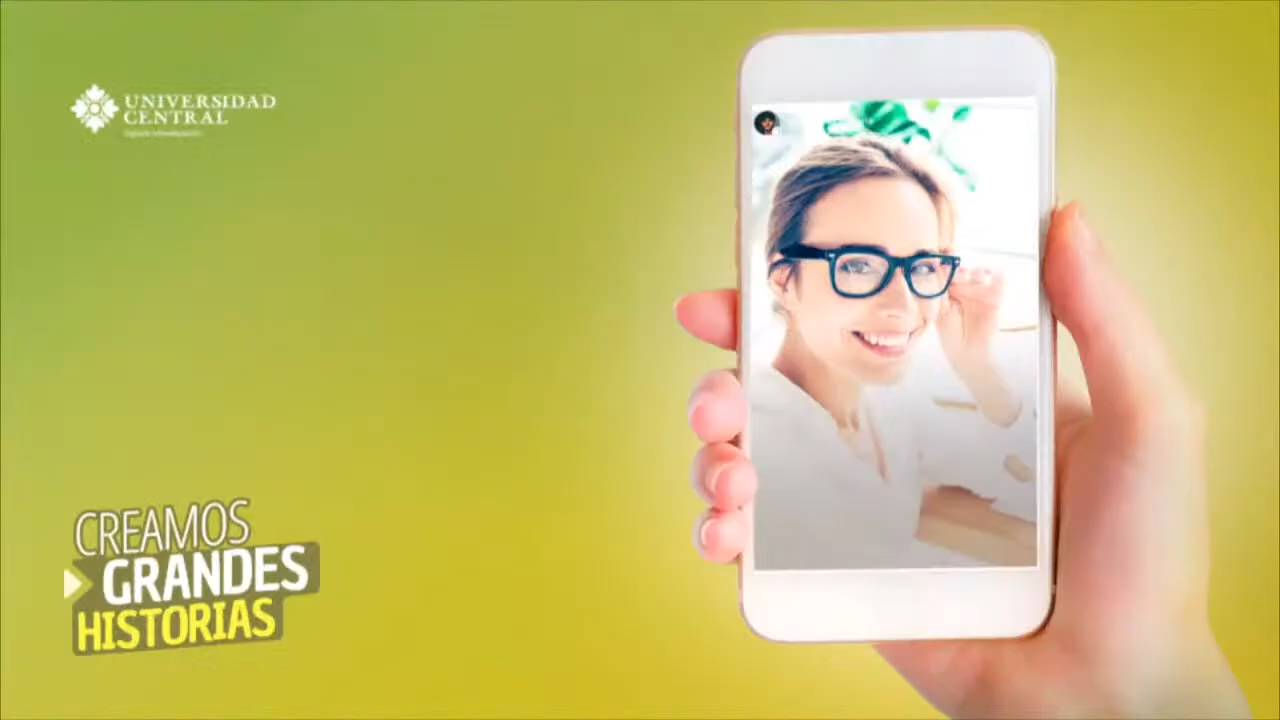 UNIVERSIDAD
CENTRAL
CREAMOS
GRANDES
HISTORIAS